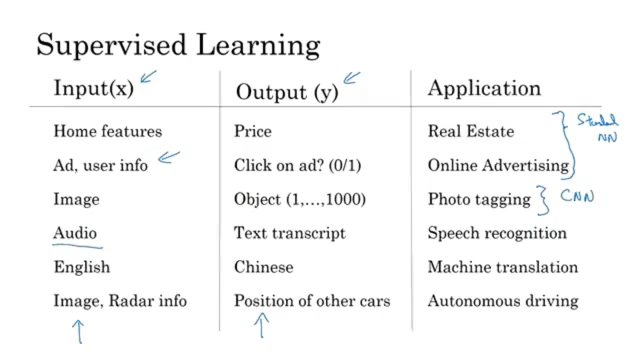 Supervised Learning
Input(x) Output (y) Application
Home features Price Real Estate
Standard
NN
Ad, user info Click on ad? (0/1) Online Advertising
Image Object (1,...,1000) Photo tagging CNN
Audio Text transcript Speech recognition
English Chinese Machine translation
Image, Radar info Position of other cars Autonomous driving